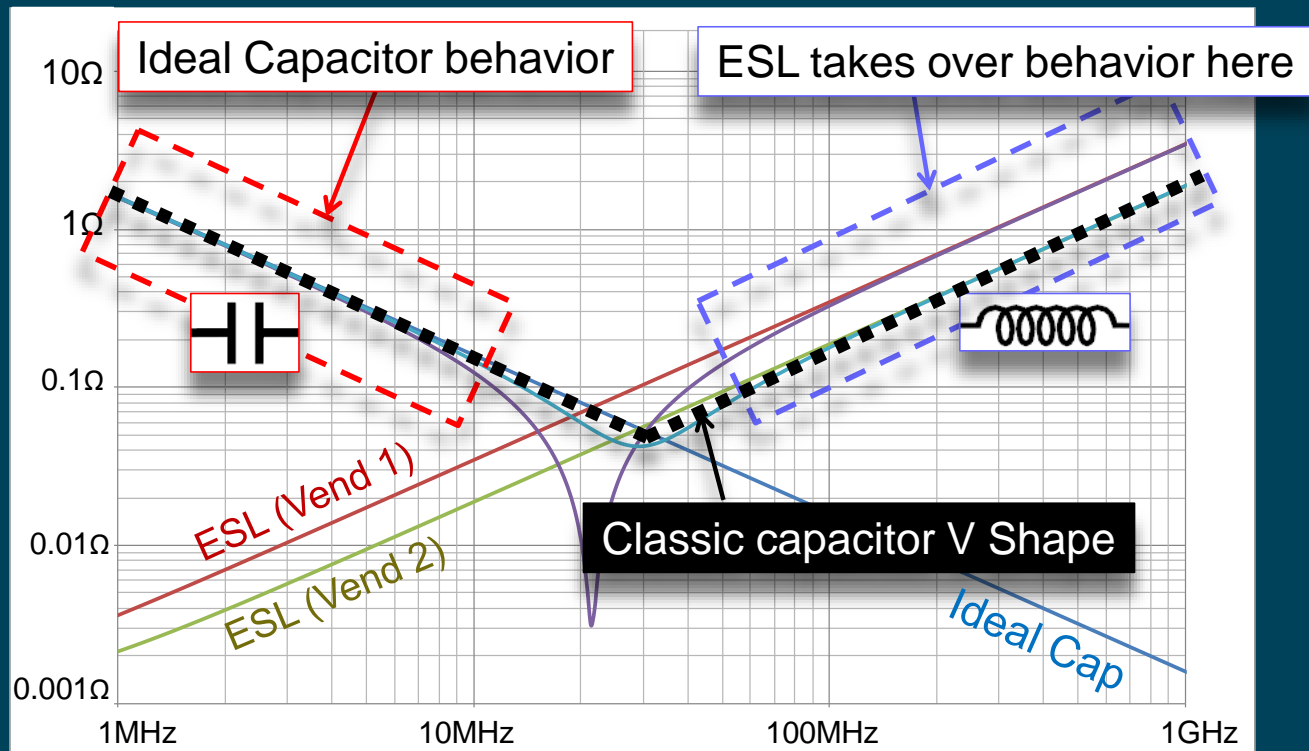 Ideal Capacitor behavior
ESL takes over behavior here
10Ω
1Ω
0.1Ω
0.01Ω
0.001Ω
ESL (Vend 1)
ESL (Vend 2)
Classic capacitor V Shape
Ideal Cap
1MHz
10MHz
100MHz
1GHz